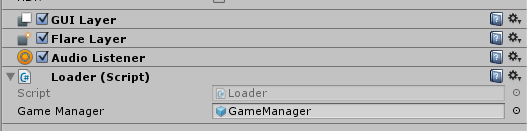 GUI Layer
Flare Layer
Audio Listener
Loader (Script)
Script Loader
Game Manager GameManager